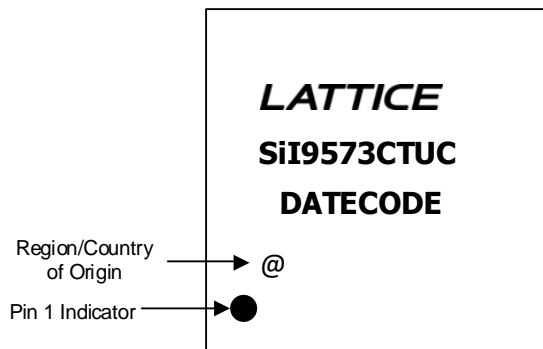 LATTICE
SiI9573CTUC
DATECODE
Region/Country
of Origin
@
Pin 1 Indicator